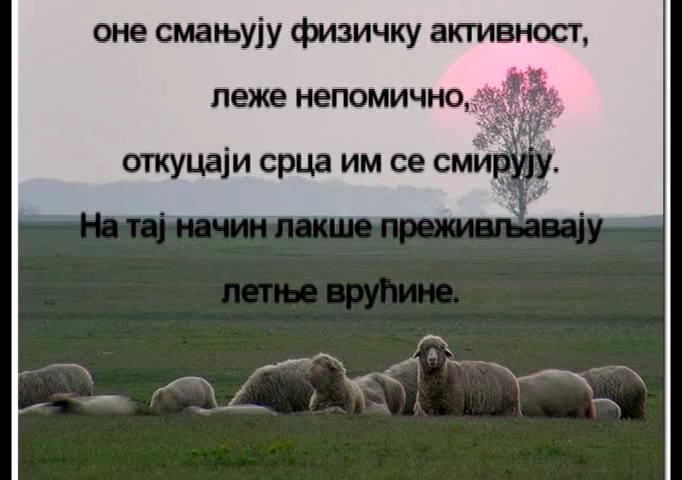 оне смањују физичку активност,
леже непомично,
откуцаји срца им се смирују.
На тај начин лакше преживљавају
летње врућине.